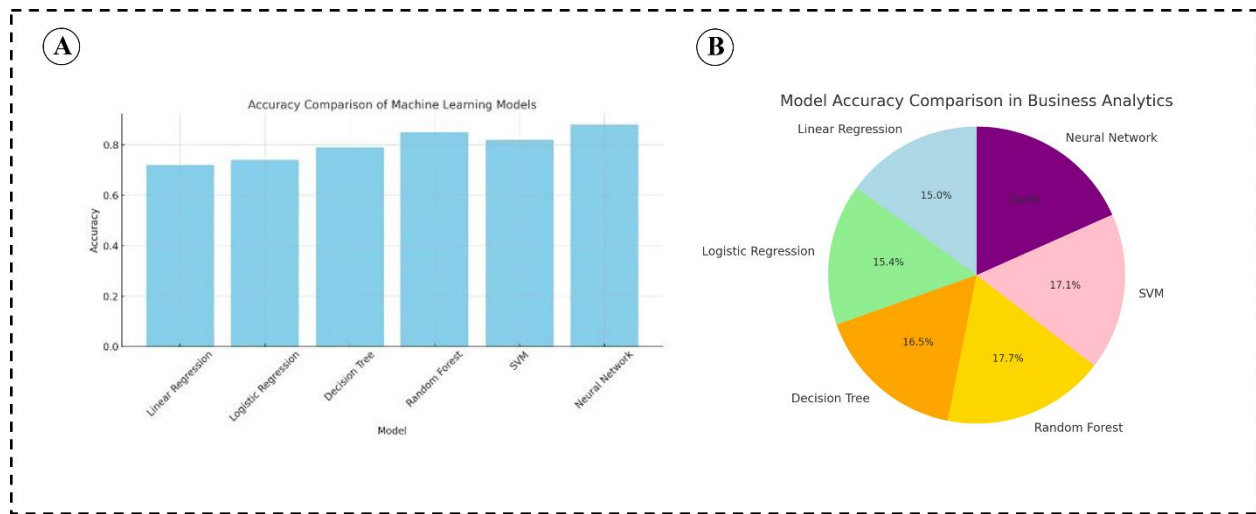 A
B
Accuracy Comparison of Machine Learning Models
Accuracy
0.8
0.6
0.4
0.2
0.0
Linear Regression
Logistic Regression
Decision Tree
Random Forest
SVM
Neural Network
Model
Model Accuracy Comparison in Business Analytics
Linear Regression
Neural Network
15.0%
Logistic Regression
15.4%
17.1%
SVM
16.5%
17.7%
Decision Tree
Random Forest